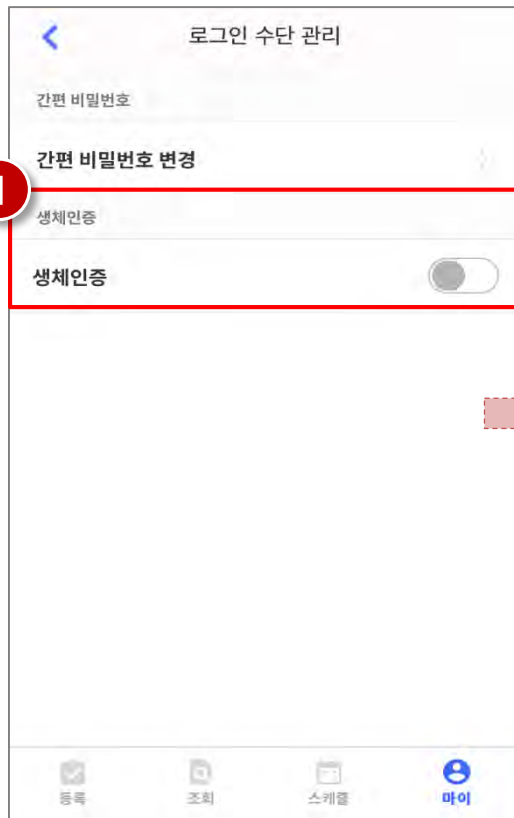 로그인 수단 관리
간편 비밀번호
간편 비밀번호 변경
생체인증
생체인증
등록
조회
스케줄
마이